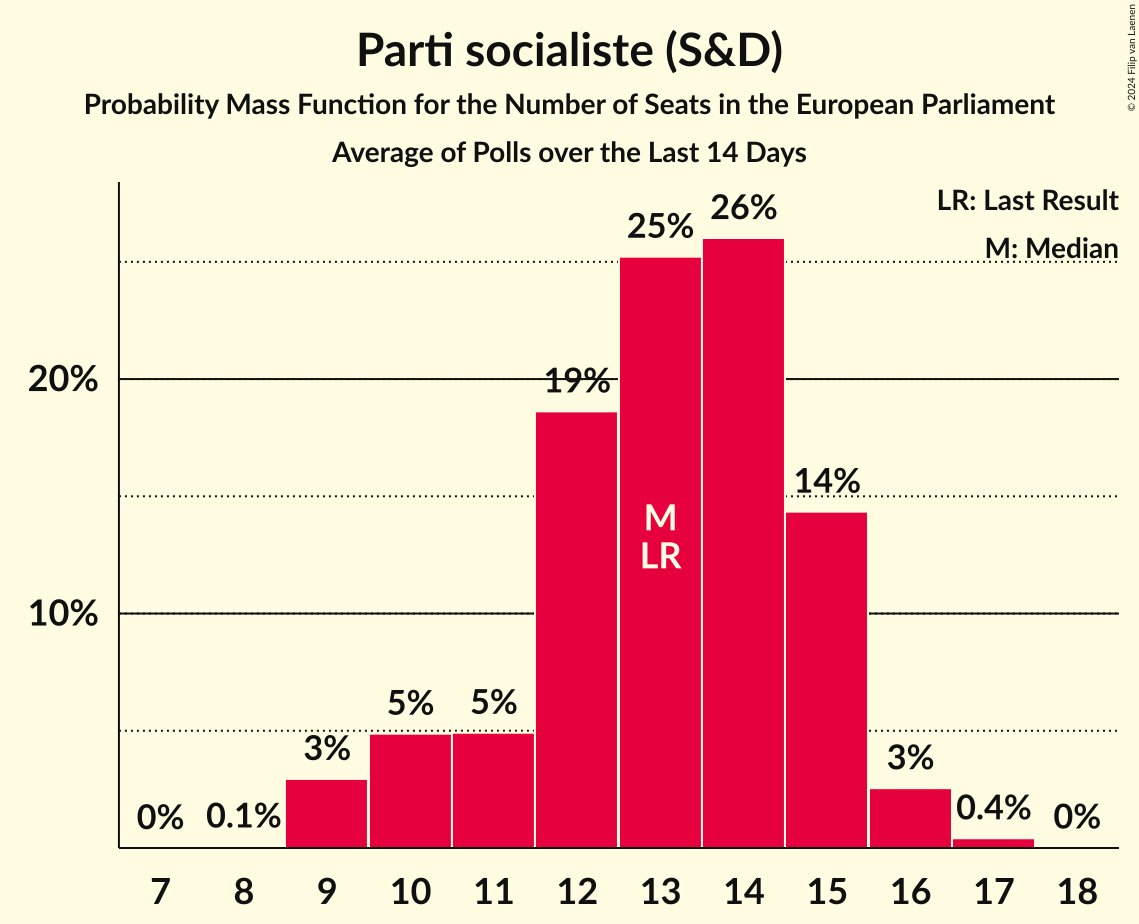 Parti socialiste (S&D)
Probability Mass Function for the Number of Seats in the European Parliament
Average of Polls over the Last 14 Days
© 2024 Filip van Laenen
LR: Last Result
M: Median
26%
25%
20%
19%
14%
M
LR
10%
5%
5%
3%
3%
0%
0.1%
0.4%
0%
7 8 9 10 11 12 13 14 15 16 17 18